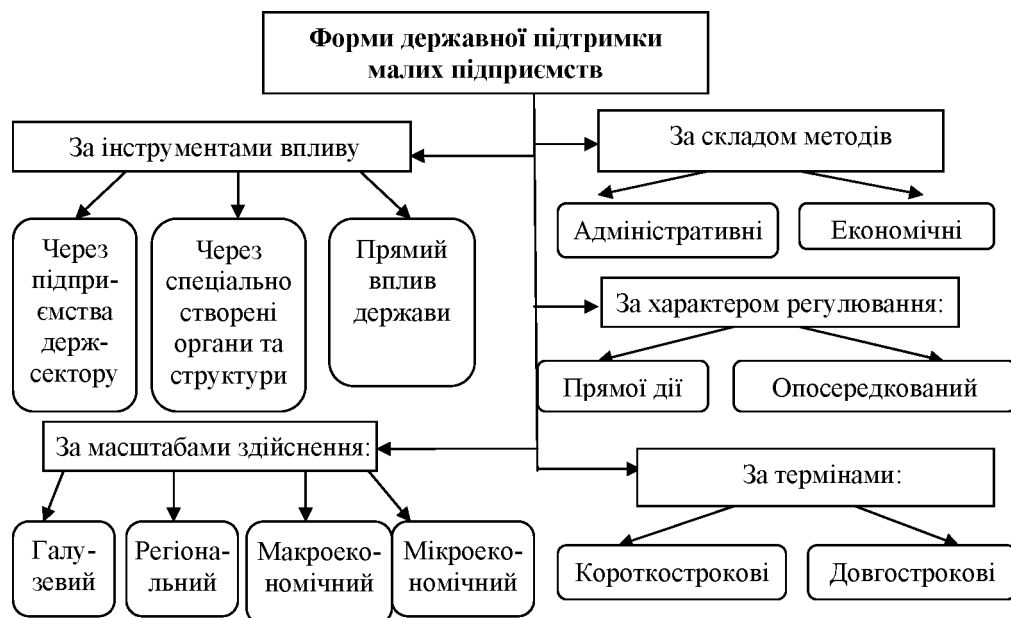 Форми державної підтримки
малих підприємств
За інструментами впливу
Через
підпри-
ємства
держ-
сектору
Через
спеціально
створені
органи та
структури
Прямий
вплив
держави
За складом методів
Адміністративні
Економічні
За характером регулювання:
Прямої дії
Опосередкований
За масштабами здійснення:
Галу-
зевий
Регіона-
льний
Макроеко-
номічний
Мікроеко-
номічний
За термінами:
Короткострокові
Довгострокові